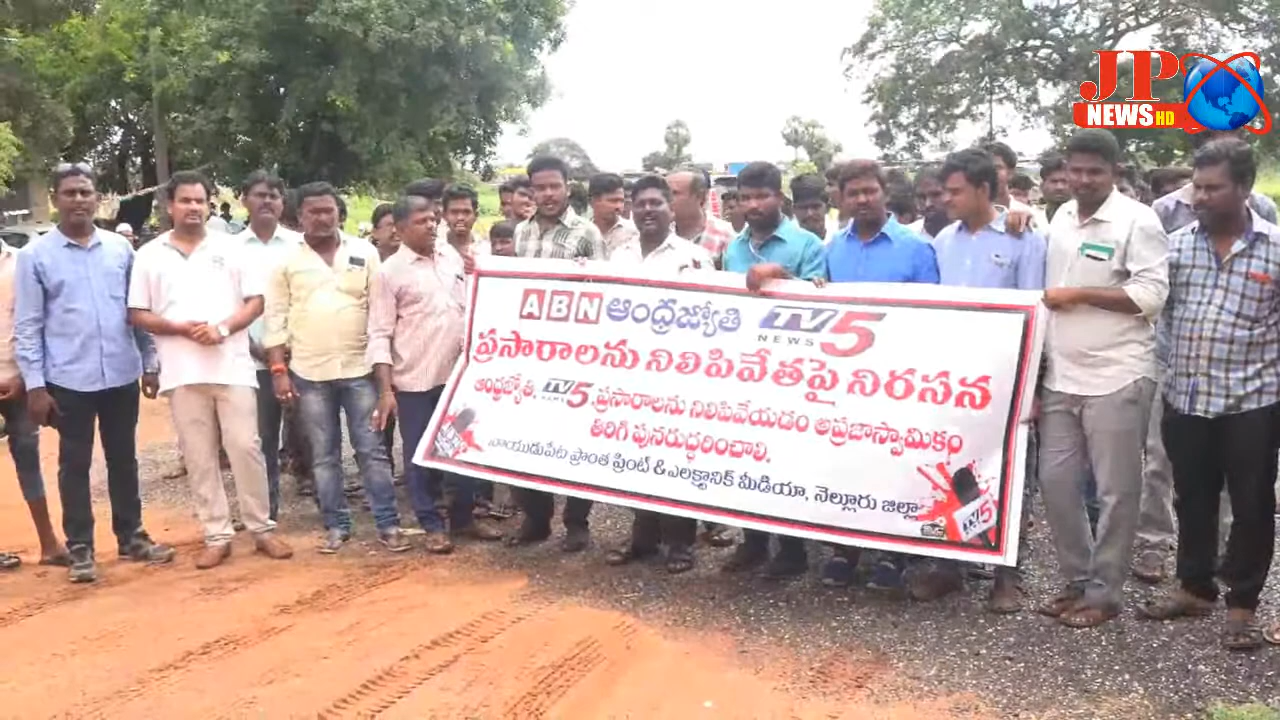 JP
NEWS HD
ABN ఆంధ్రజ్యోతి TV5
NEWS
ప్రసారాలను నిలిపివేతపై నిరసన
ఆంధ్రజ్యోతి, TV5 ప్రసారాలను నిలిపివేయడం అప్రజాస్వామికం
NEWS
తిరిగి పునరుద్ధరించాలి.
నాయుడుపేట ప్రాంత ప్రింట్ & ఎలక్ట్రానిక్ మీడియా, నెల్లూరు జిల్లా
TV5